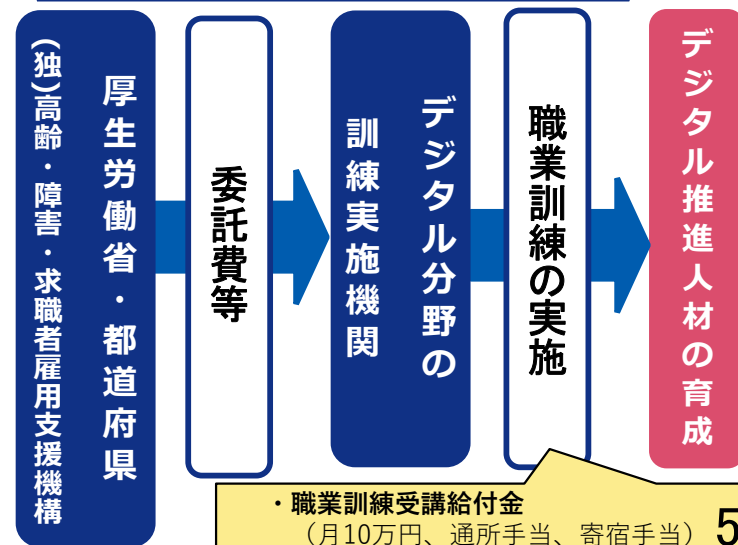 厚生労働省・都道府県
(独)高齢・障害・求職者雇用支援機構
委託費等
デジタル分野の
訓練実施機関
職業訓練の実施
デジタル推進人材の育成
・職業訓練受講給付金
（月10万円、通所手当、寄宿手当）
5